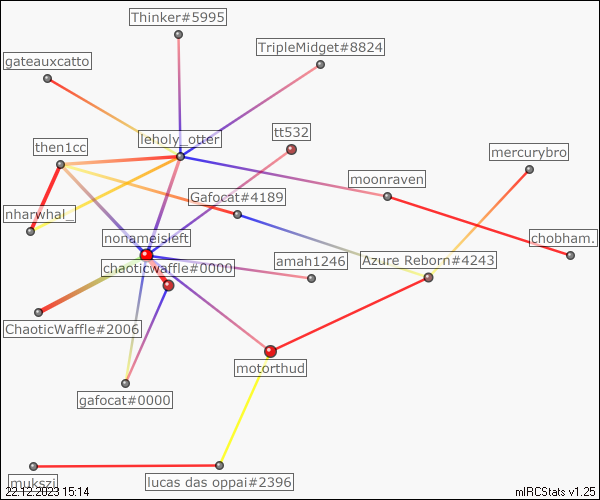 Thinker#5995
TripleMidget#8824
gateauxcatto
leholy_otter
tt532
then1cc
mercurybro
moonraven
Gafocat#4189
nharwhal_
nonameisleft
chobham.
chaoticwaffle#0000
amah1246
Azure Reborn#4243
ChaoticWaffle#2006
motorthud
gafocat#0000
mukszi
lucas das oppai#2396
22.12.2023 15:14
mIRCStats v1.25